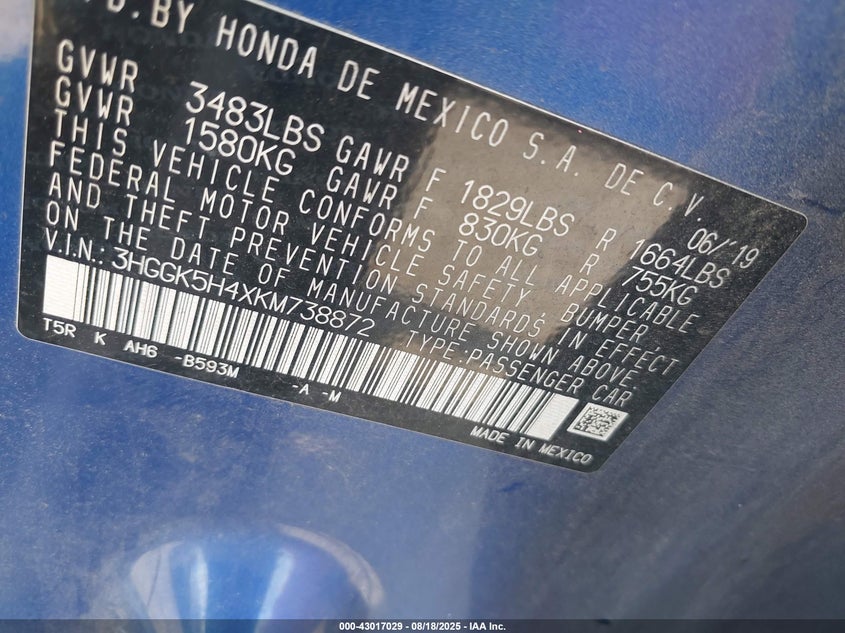 D.BY HONDA DE MEXICO S.A. DE C.V. 06/'19
GVWR 3483LBS GAWR F 1829LBS R 1664LBS
GVWR 1580KG GAWR F 830KG R 755KG
THIS VEHICLE CONFORMS TO ALL APPLICABLE
FEDERAL MOTOR VEHICLE SAFETY, BUMPER
AND THEFT PREVENTION STANDARDS IN EFFECT
ON THE DATE OF MANUFACTURE SHOWN ABOVE.
V.I.N.: 3HGGK5H4XKM738872 TYPE:PASSENGER CAR
T5R K AH6 -B593M -A -M
MADE IN MEXICO
000-43017029 - 08/18/2025 - IAA Inc.